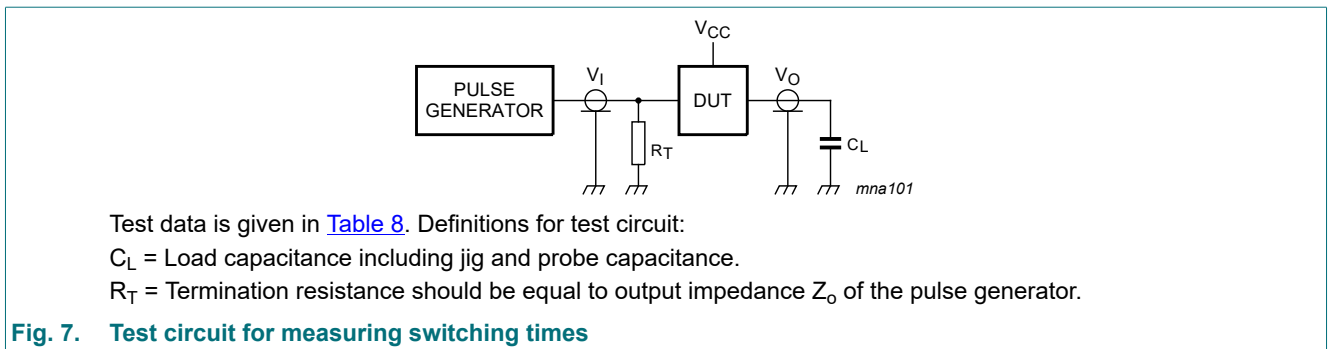 VCC
PULSE
GENERATOR
VI
DUT
VO
RT
CL
mna101
Test data is given in Table 8. Definitions for test circuit:
CL = Load capacitance including jig and probe capacitance.
RT = Termination resistance should be equal to output impedance Zo of the pulse generator.
Fig. 7. Test circuit for measuring switching times